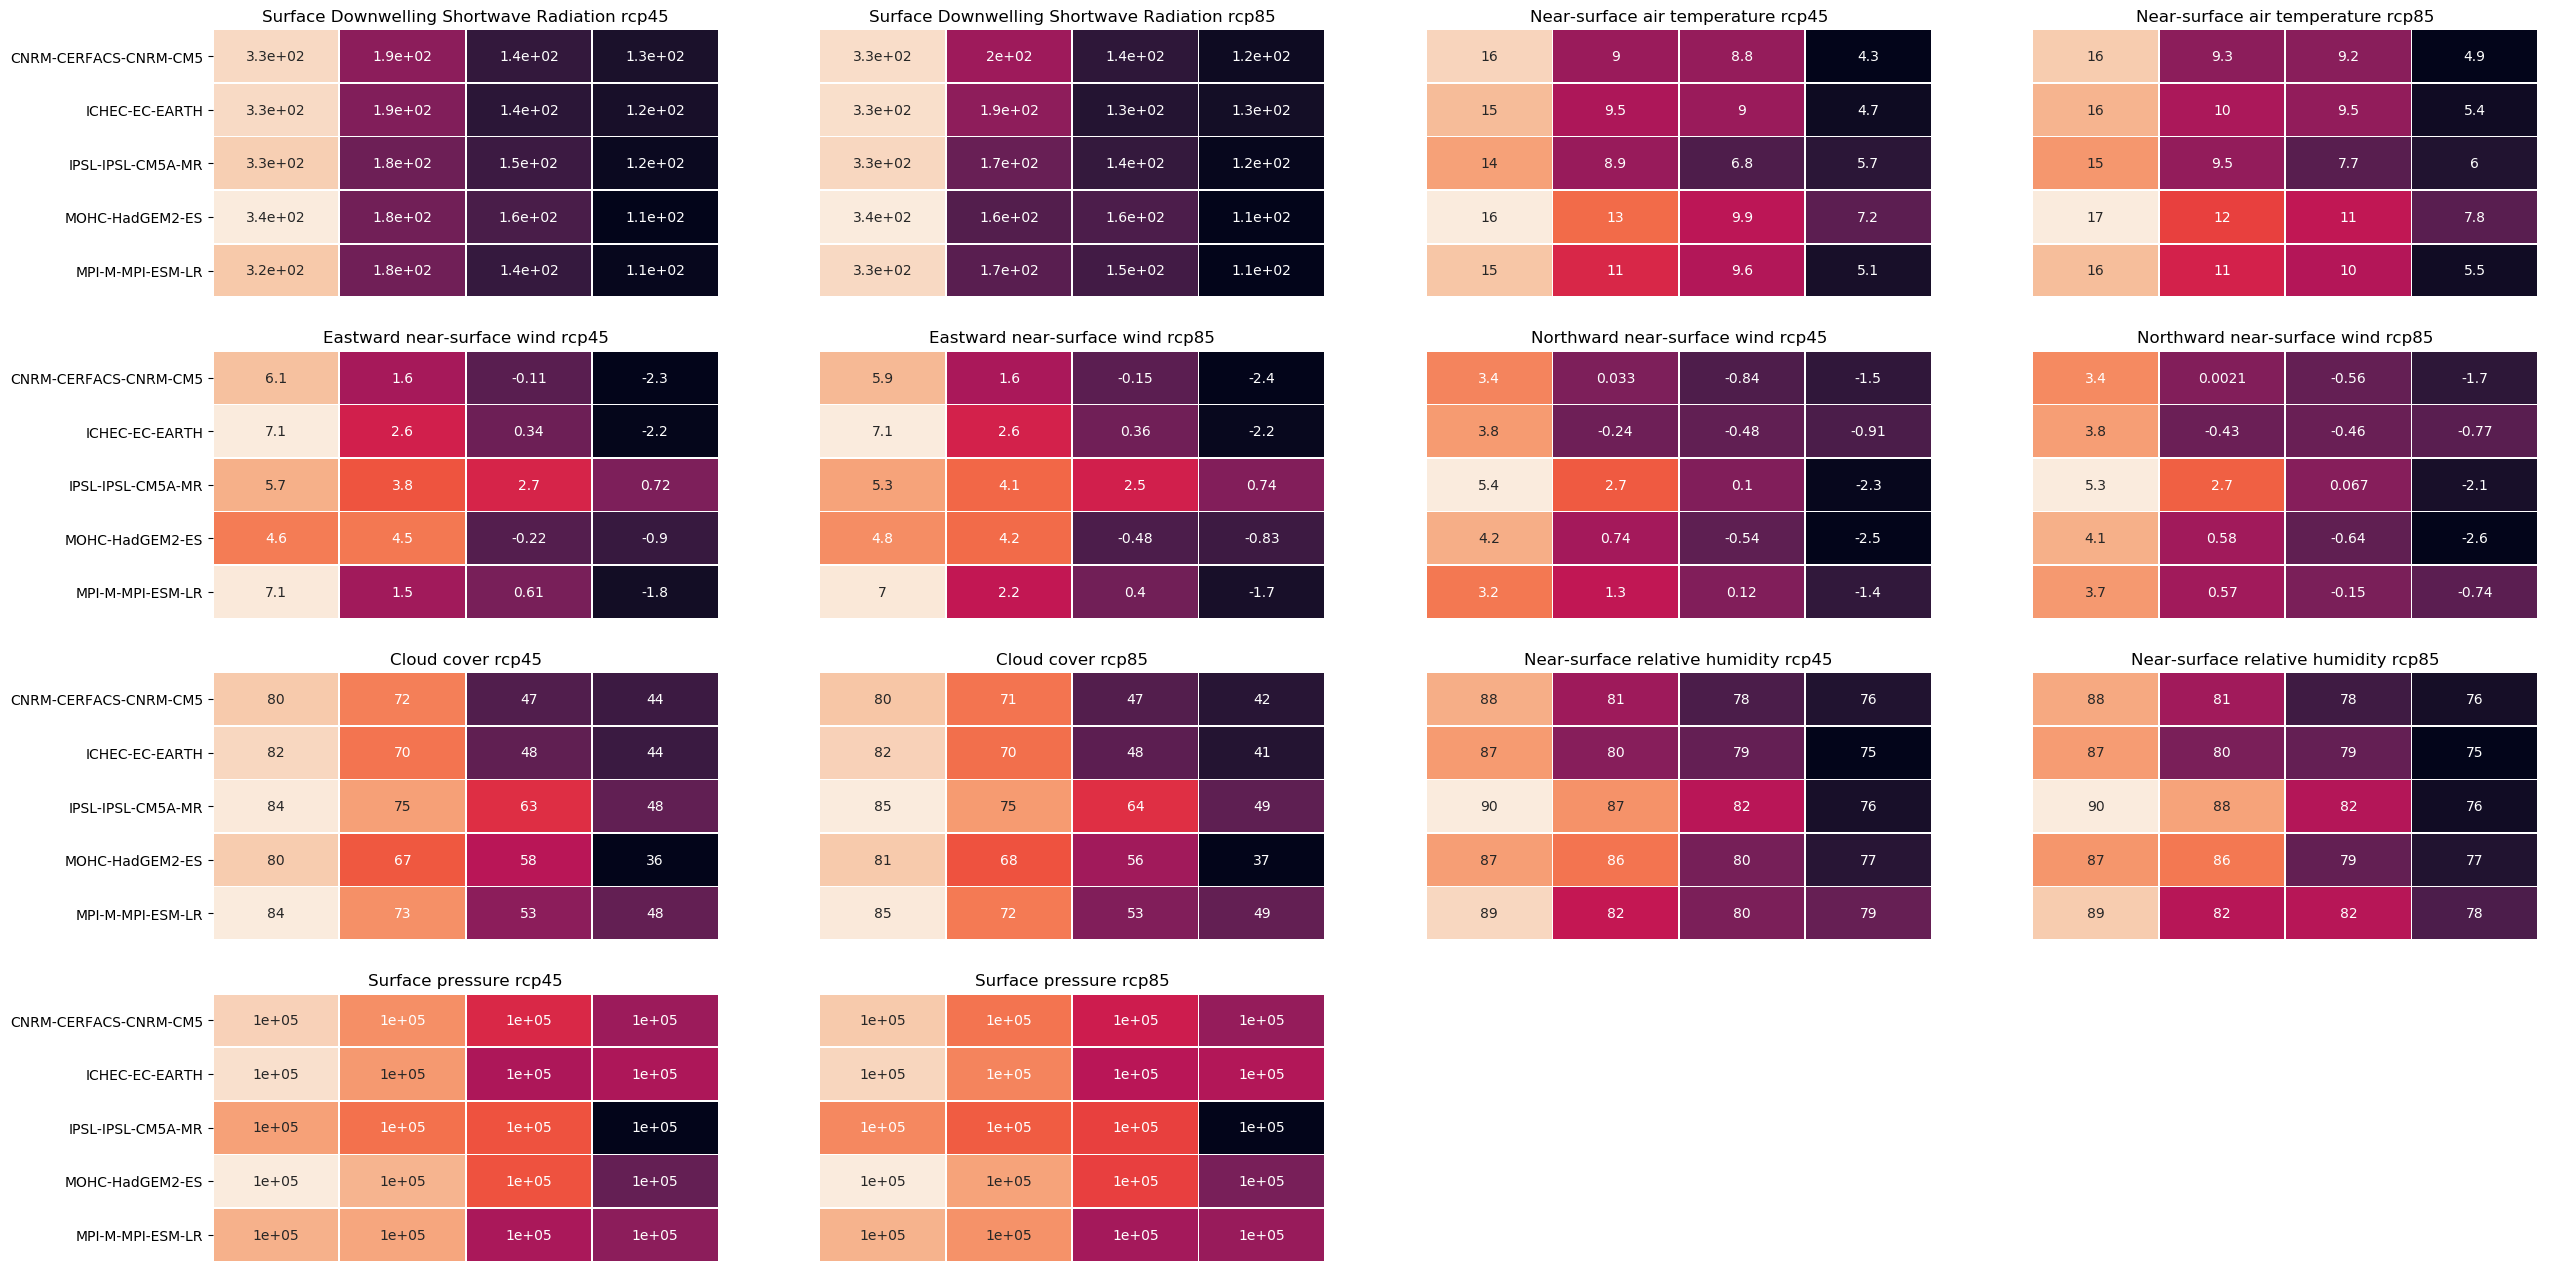 Surface Downwelling Shortwave Radiation rcp45 Surface Downwelling Shortwave Radiation rcp85 Near-surface air temperature rcp45 Near-surface air temperature rcp85
CNRM-CERFACS-CNRM-CM5 3.3e+02 1.9e+02 1.4e+02 1.3e+02 3.3e+02 2e+02 1.4e+02 1.2e+02 16 9 8.8 4.3 16 9.3 9.2 4.9
ICHEC-EC-EARTH 3.3e+02 1.9e+02 1.4e+02 1.2e+02 3.3e+02 1.9e+02 1.3e+02 1.3e+02 15 9.5 9 4.7 16 10 9.5 5.4
IPSL-IPSL-CM5A-MR 3.3e+02 1.8e+02 1.5e+02 1.2e+02 3.3e+02 1.7e+02 1.4e+02 1.2e+02 14 8.9 6.8 5.7 15 9.5 7.7 6
MOHC-HadGEM2-ES 3.4e+02 1.8e+02 1.6e+02 1.1e+02 3.4e+02 1.6e+02 1.6e+02 1.1e+02 16 13 9.9 7.2 17 12 11 7.8
MPI-M-MPI-ESM-LR 3.2e+02 1.8e+02 1.4e+02 1.1e+02 3.3e+02 1.7e+02 1.5e+02 1.1e+02 15 11 9.6 5.1 16 11 10 5.5
Eastward near-surface wind rcp45 Eastward near-surface wind rcp85 Northward near-surface wind rcp45 Northward near-surface wind rcp85
CNRM-CERFACS-CNRM-CM5 6.1 1.6 -0.11 -2.3 5.9 1.6 -0.15 -2.4 3.4 0.033 -0.84 -1.5 3.4 0.0021 -0.56 -1.7
ICHEC-EC-EARTH 7.1 2.6 0.34 -2.2 7.1 2.6 0.36 -2.2 3.8 -0.24 -0.48 -0.91 3.8 -0.43 -0.46 -0.77
IPSL-IPSL-CM5A-MR 5.7 3.8 2.7 0.72 5.3 4.1 2.5 0.74 5.4 2.7 0.1 -2.3 5.3 2.7 0.067 -2.1
MOHC-HadGEM2-ES 4.6 4.5 -0.22 -0.9 4.8 4.2 -0.48 -0.83 4.2 0.74 -0.54 -2.5 4.1 0.58 -0.64 -2.6
MPI-M-MPI-ESM-LR 7.1 1.5 0.61 -1.8 7 2.2 0.4 -1.7 3.2 1.3 0.12 -1.4 3.7 0.57 -0.15 -0.74
Cloud cover rcp45 Cloud cover rcp85 Near-surface relative humidity rcp45 Near-surface relative humidity rcp85
CNRM-CERFACS-CNRM-CM5 80 72 47 44 80 71 47 42 88 81 78 76 88 81 78 76
ICHEC-EC-EARTH 82 70 48 44 82 70 48 41 87 80 79 75 87 80 79 75
IPSL-IPSL-CM5A-MR 84 75 63 48 85 75 64 49 90 87 82 76 90 88 82 76
MOHC-HadGEM2-ES 80 67 58 36 81 68 56 37 87 86 80 77 87 86 79 77
MPI-M-MPI-ESM-LR 84 73 53 48 85 72 53 49 89 82 80 79 89 82 82 78
Surface pressure rcp45 Surface pressure rcp85
CNRM-CERFACS-CNRM-CM5 1e+05 1e+05 1e+05 1e+05 1e+05 1e+05 1e+05 1e+05
ICHEC-EC-EARTH 1e+05 1e+05 1e+05 1e+05 1e+05 1e+05 1e+05 1e+05
IPSL-IPSL-CM5A-MR 1e+05 1e+05 1e+05 1e+05 1e+05 1e+05 1e+05 1e+05
MOHC-HadGEM2-ES 1e+05 1e+05 1e+05 1e+05 1e+05 1e+05 1e+05 1e+05
MPI-M-MPI-ESM-LR 1e+05 1e+05 1e+05 1e+05 1e+05 1e+05 1e+05 1e+05